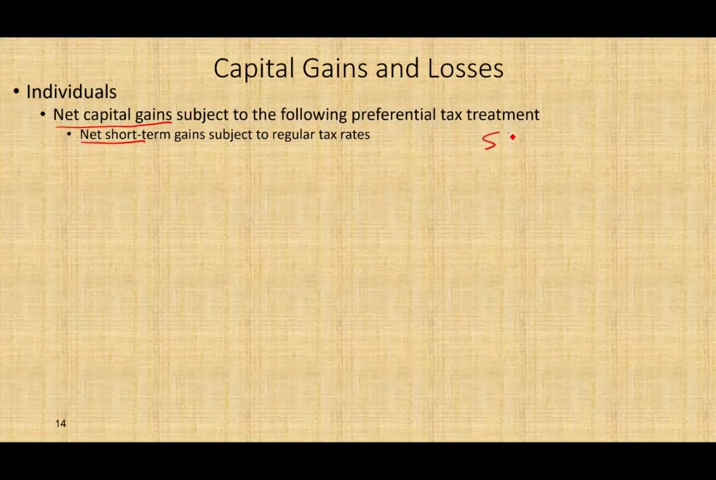 Capital Gains and Losses
• Individuals
• Net capital gains subject to the following preferential tax treatment
• Net short-term gains subject to regular tax rates
S
14